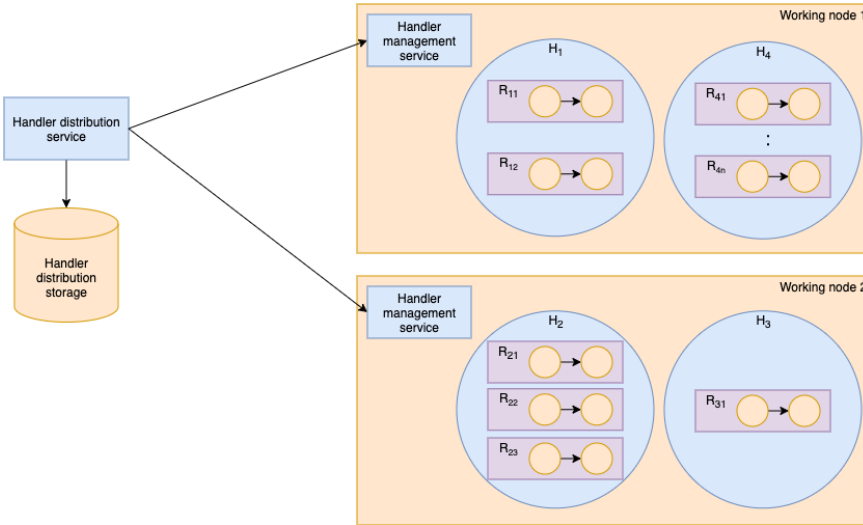 Working node 1
Handler
management
service
H₁
H₄
R₁₁
R₄₁
Handler distribution
service
:
R₁₂
R₄ₙ
Handler
distribution
storage
Working node 2
Handler
management
service
H₂
H₃
R₂₁
R₂₂
R₃₁
R₂₃